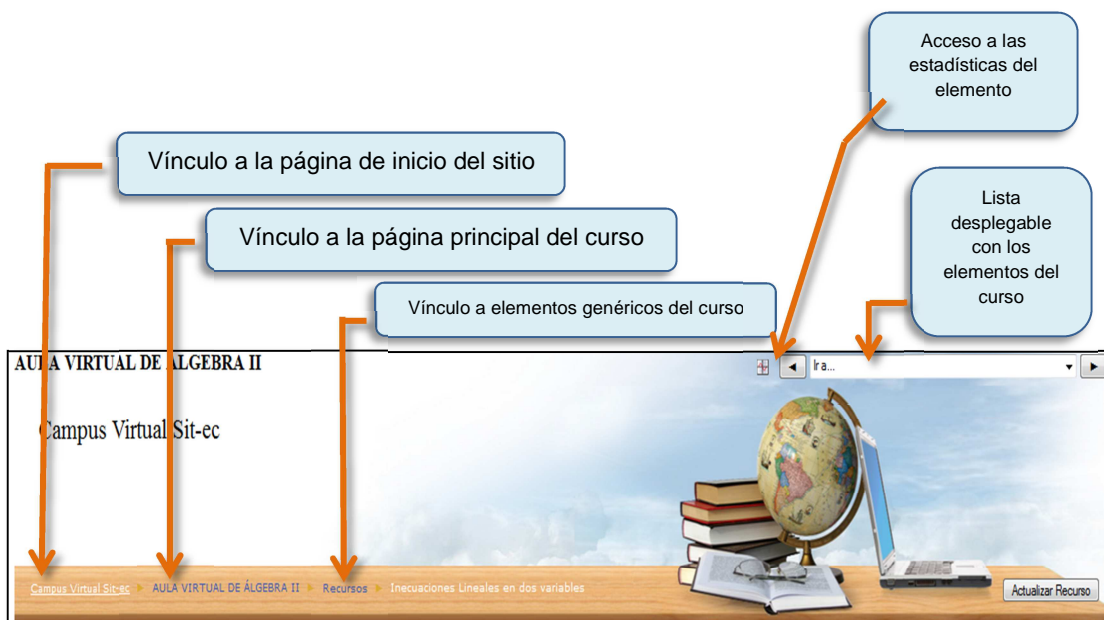 Acceso a las
estadísticas del
elemento
Vínculo a la página de inicio del sitio
Lista
desplegable
con los
elementos del
curso
Vínculo a la página principal del curso
Vínculo a elementos genéricos del curso
AULA VIRTUAL DE ÁLGEBRA II
Ir a...
Campus Virtual Sit-ec
Campus Virtual Sit-ec AULA VIRTUAL DE ÁLGEBRA II Recursos Inecuaciones Lineales en dos variables
Actualizar Recurso